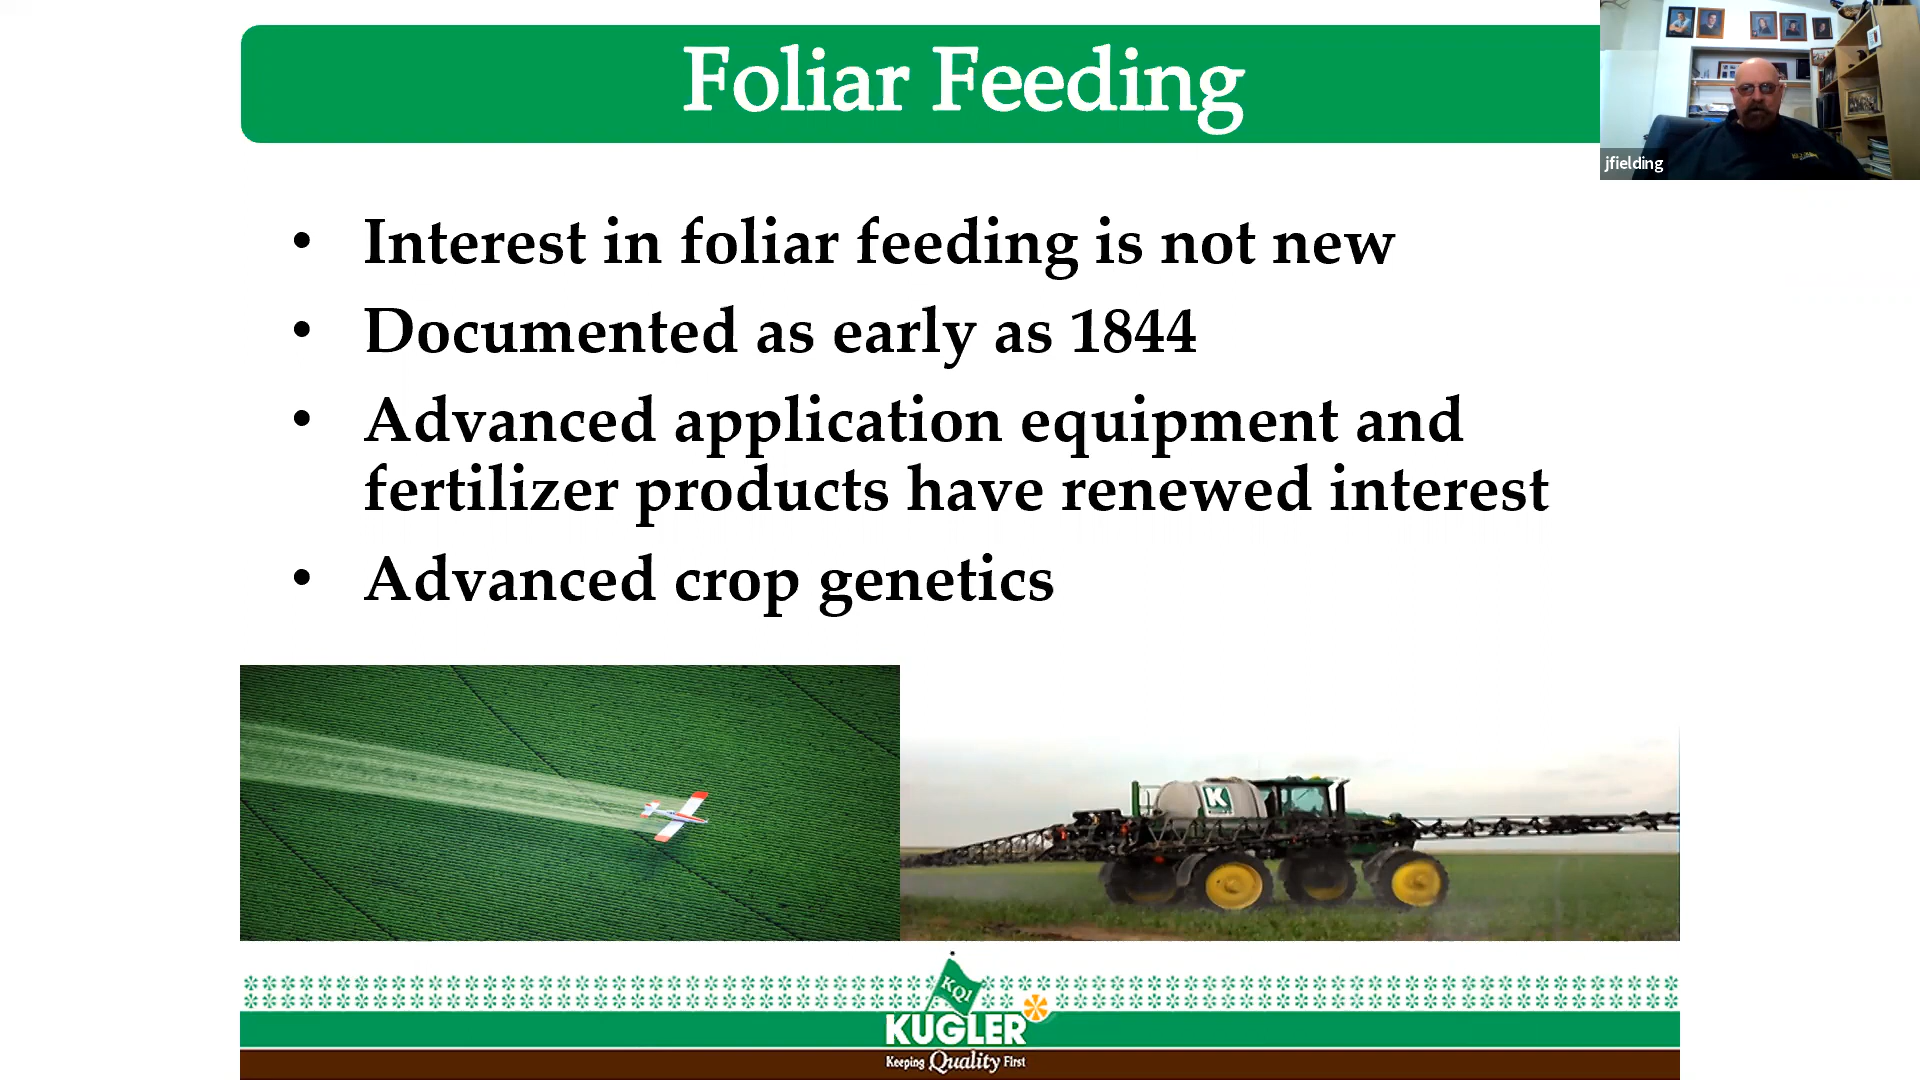 Foliar Feeding
jfielding
• Interest in foliar feeding is not new
• Documented as early as 1844
• Advanced application equipment and
fertilizer products have renewed interest
• Advanced crop genetics
K
KQ1
KUGLER
Keeping Quality First